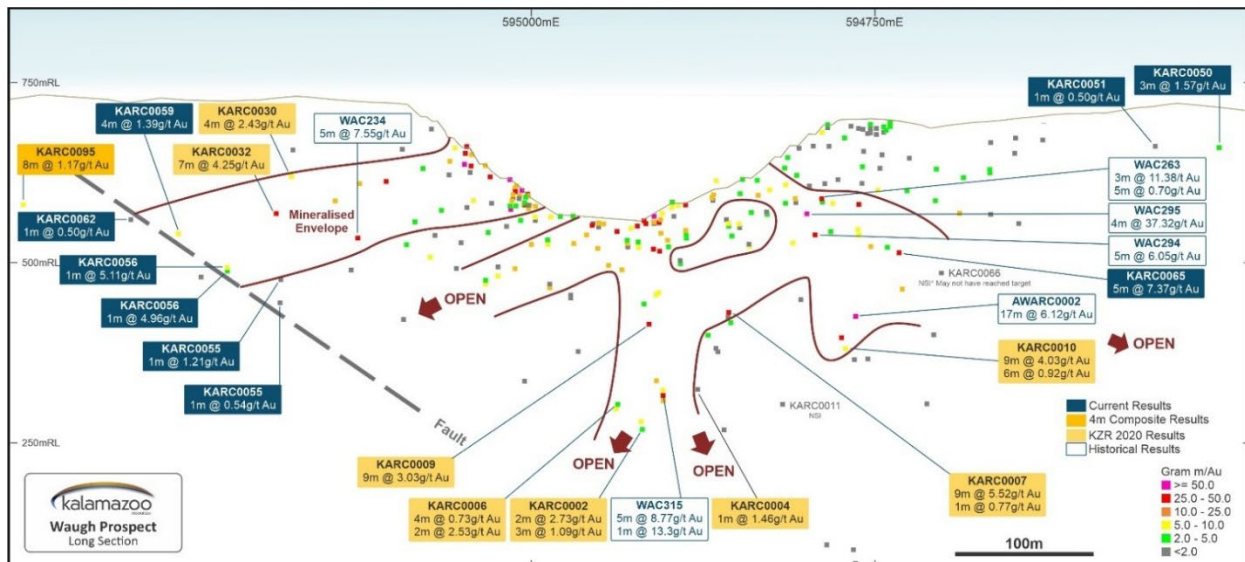 595000mE
594750mE
750mRL
500mRL
250mRL
KARC0059
4m @ 1.39g/t Au
KARC0030
4m @ 2.43g/t Au
WAC234
5m @ 7.55g/t Au
KARC0095
8m @ 1.17g/t Au
KARC0032
7m @ 4.25g/t Au
KARC0062
1m @ 0.50g/t Au
Mineralised
Envelope
KARC0056
1m @ 5.11g/t Au
KARC0056
1m @ 4.96g/t Au
KARC0055
1m @ 1.21g/t Au
KARC0055
1m @ 0.54g/t Au
OPEN
Fault
KARC0051
1m @ 0.50g/t Au
KARC0050
3m @ 1.57g/t Au
WAC263
3m @ 11.38g/t Au
5m @ 0.70g/t Au
WAC295
4m @ 37.32g/t Au
WAC294
5m @ 6.05g/t Au
KARC0065
5m @ 7.37g/t Au
KARC0066
NSI* May not have reached target
AWARC0002
17m @ 6.12g/t Au
KARC0010
9m @ 4.03g/t Au
6m @ 0.92g/t Au
OPEN
KARC0011
NSI
OPEN
OPEN
KARC0009
9m @ 3.03g/t Au
KARC0006
4m @ 0.73g/t Au
2m @ 2.53g/t Au
KARC0002
2m @ 2.73g/t Au
3m @ 1.09g/t Au
WAC315
5m @ 8.77g/t Au
1m @ 13.3g/t Au
KARC0004
1m @ 1.46g/t Au
KARC0007
9m @ 5.52g/t Au
1m @ 0.77g/t Au
Current Results
4m Composite Results
KZR 2020 Results
Historical Results
Gram m/Au
>= 50.0
25.0 - 50.0
10.0 - 25.0
5.0 - 10.0
2.0 - 5.0
<2.0
100m
kalamazoo
Waugh Prospect
Long Section